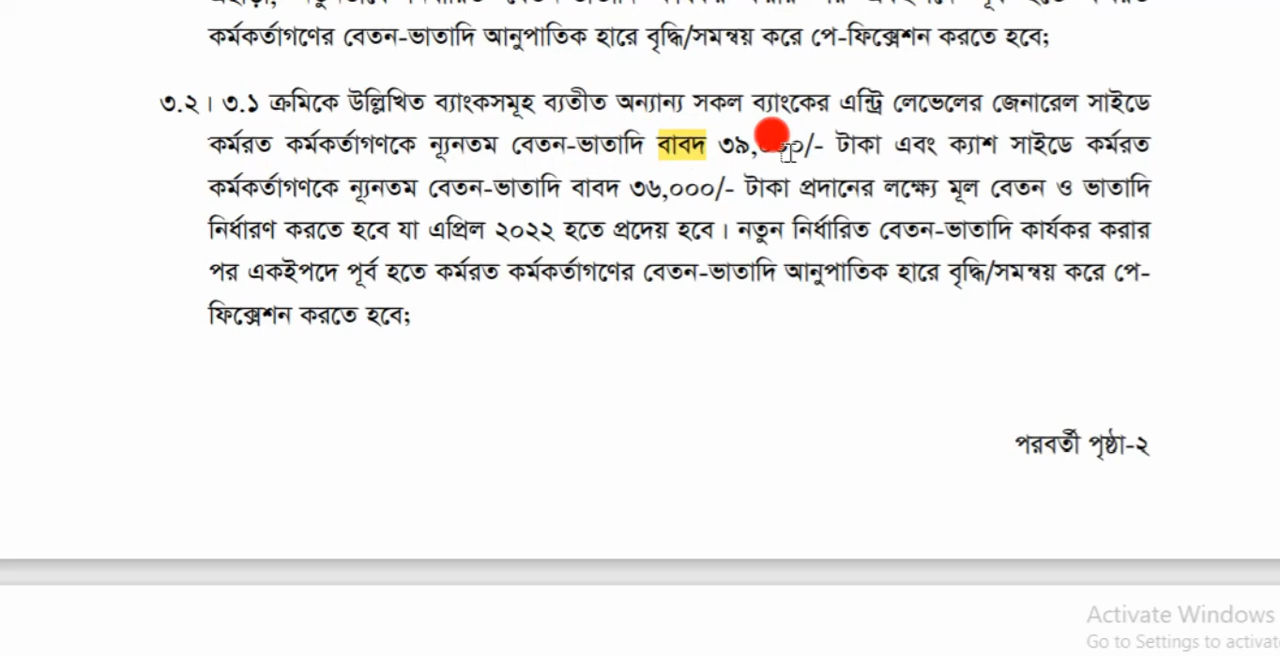 কর্মকর্তাগণের বেতন-ভাতাদি আনুপাতিক হারে বৃদ্ধি/সমন্বয় করে পে-ফিক্সেশন করতে হবে;
৩.২। ৩.১ ক্রমিকে উল্লিখিত ব্যাংকসমূহ ব্যতীত অন্যান্য সকল ব্যাংকের এন্ট্রি লেভেলের জেনারেল সাইডে
কর্মরত কর্মকর্তাগণকে ন্যূনতম বেতন-ভাতাদি বাবদ টাকা এবং ক্যাশ সাইডে কর্মরত
কর্মকর্তাগণকে ন্যূনতম বেতন-ভাতাদি বাবদ ৩৬,০০০/- টাকা প্রদানের লক্ষ্যে মূল বেতন ও ভাতাদি
নির্ধারণ করতে হবে যা এপ্রিল ২০২২ হতে প্রদেয় হবে। নতুন নির্ধারিত বেতন-ভাতাদি কার্যকর করার
পর একইপদে পূর্ব হতে কর্মরত কর্মকর্তাগণের বেতন-ভাতাদি আনুপাতিক হারে বৃদ্ধি/সমন্বয় করে পে-
ফিক্সেশন করতে হবে;
পরবর্তী পৃষ্ঠা-২
Activate Windows
Go to Settings to activat